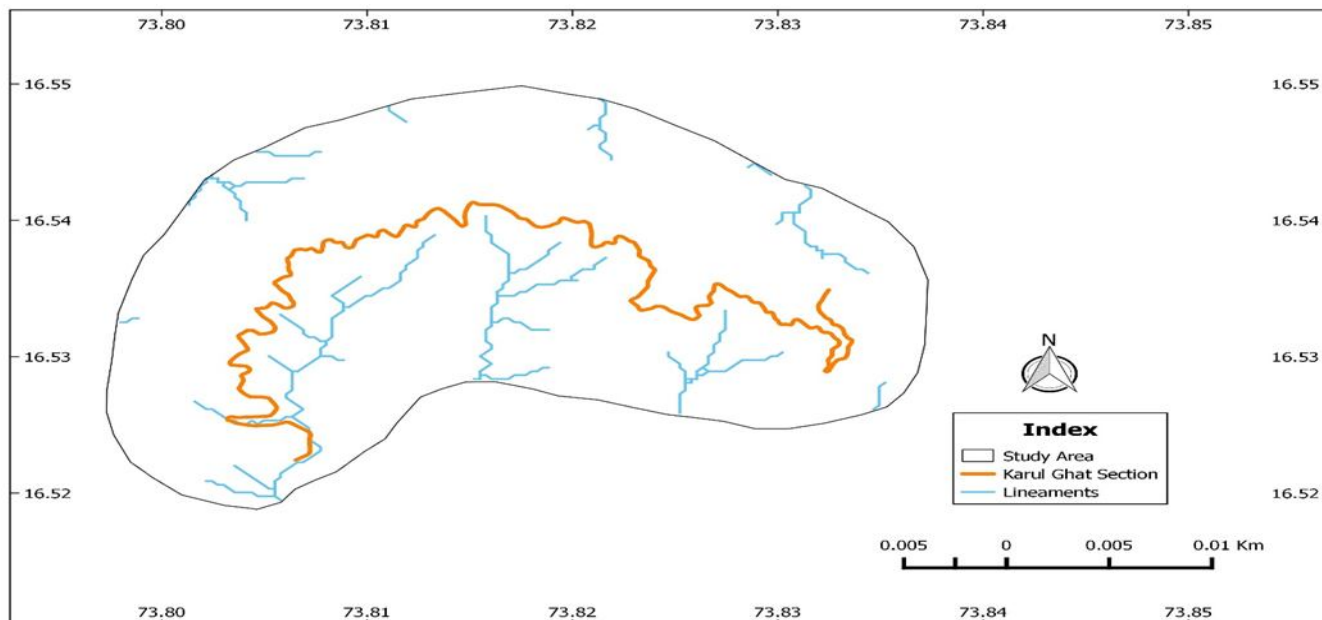 73.80 73.81 73.82 73.83 73.84 73.85
16.55 16.55
16.54 16.54
16.53 16.53
N
Index
Study Area
Karul Ghat Section
Lineaments
16.52 16.52
0.005 0 0.005 0.01 Km
73.80 73.81 73.82 73.83 73.84 73.85